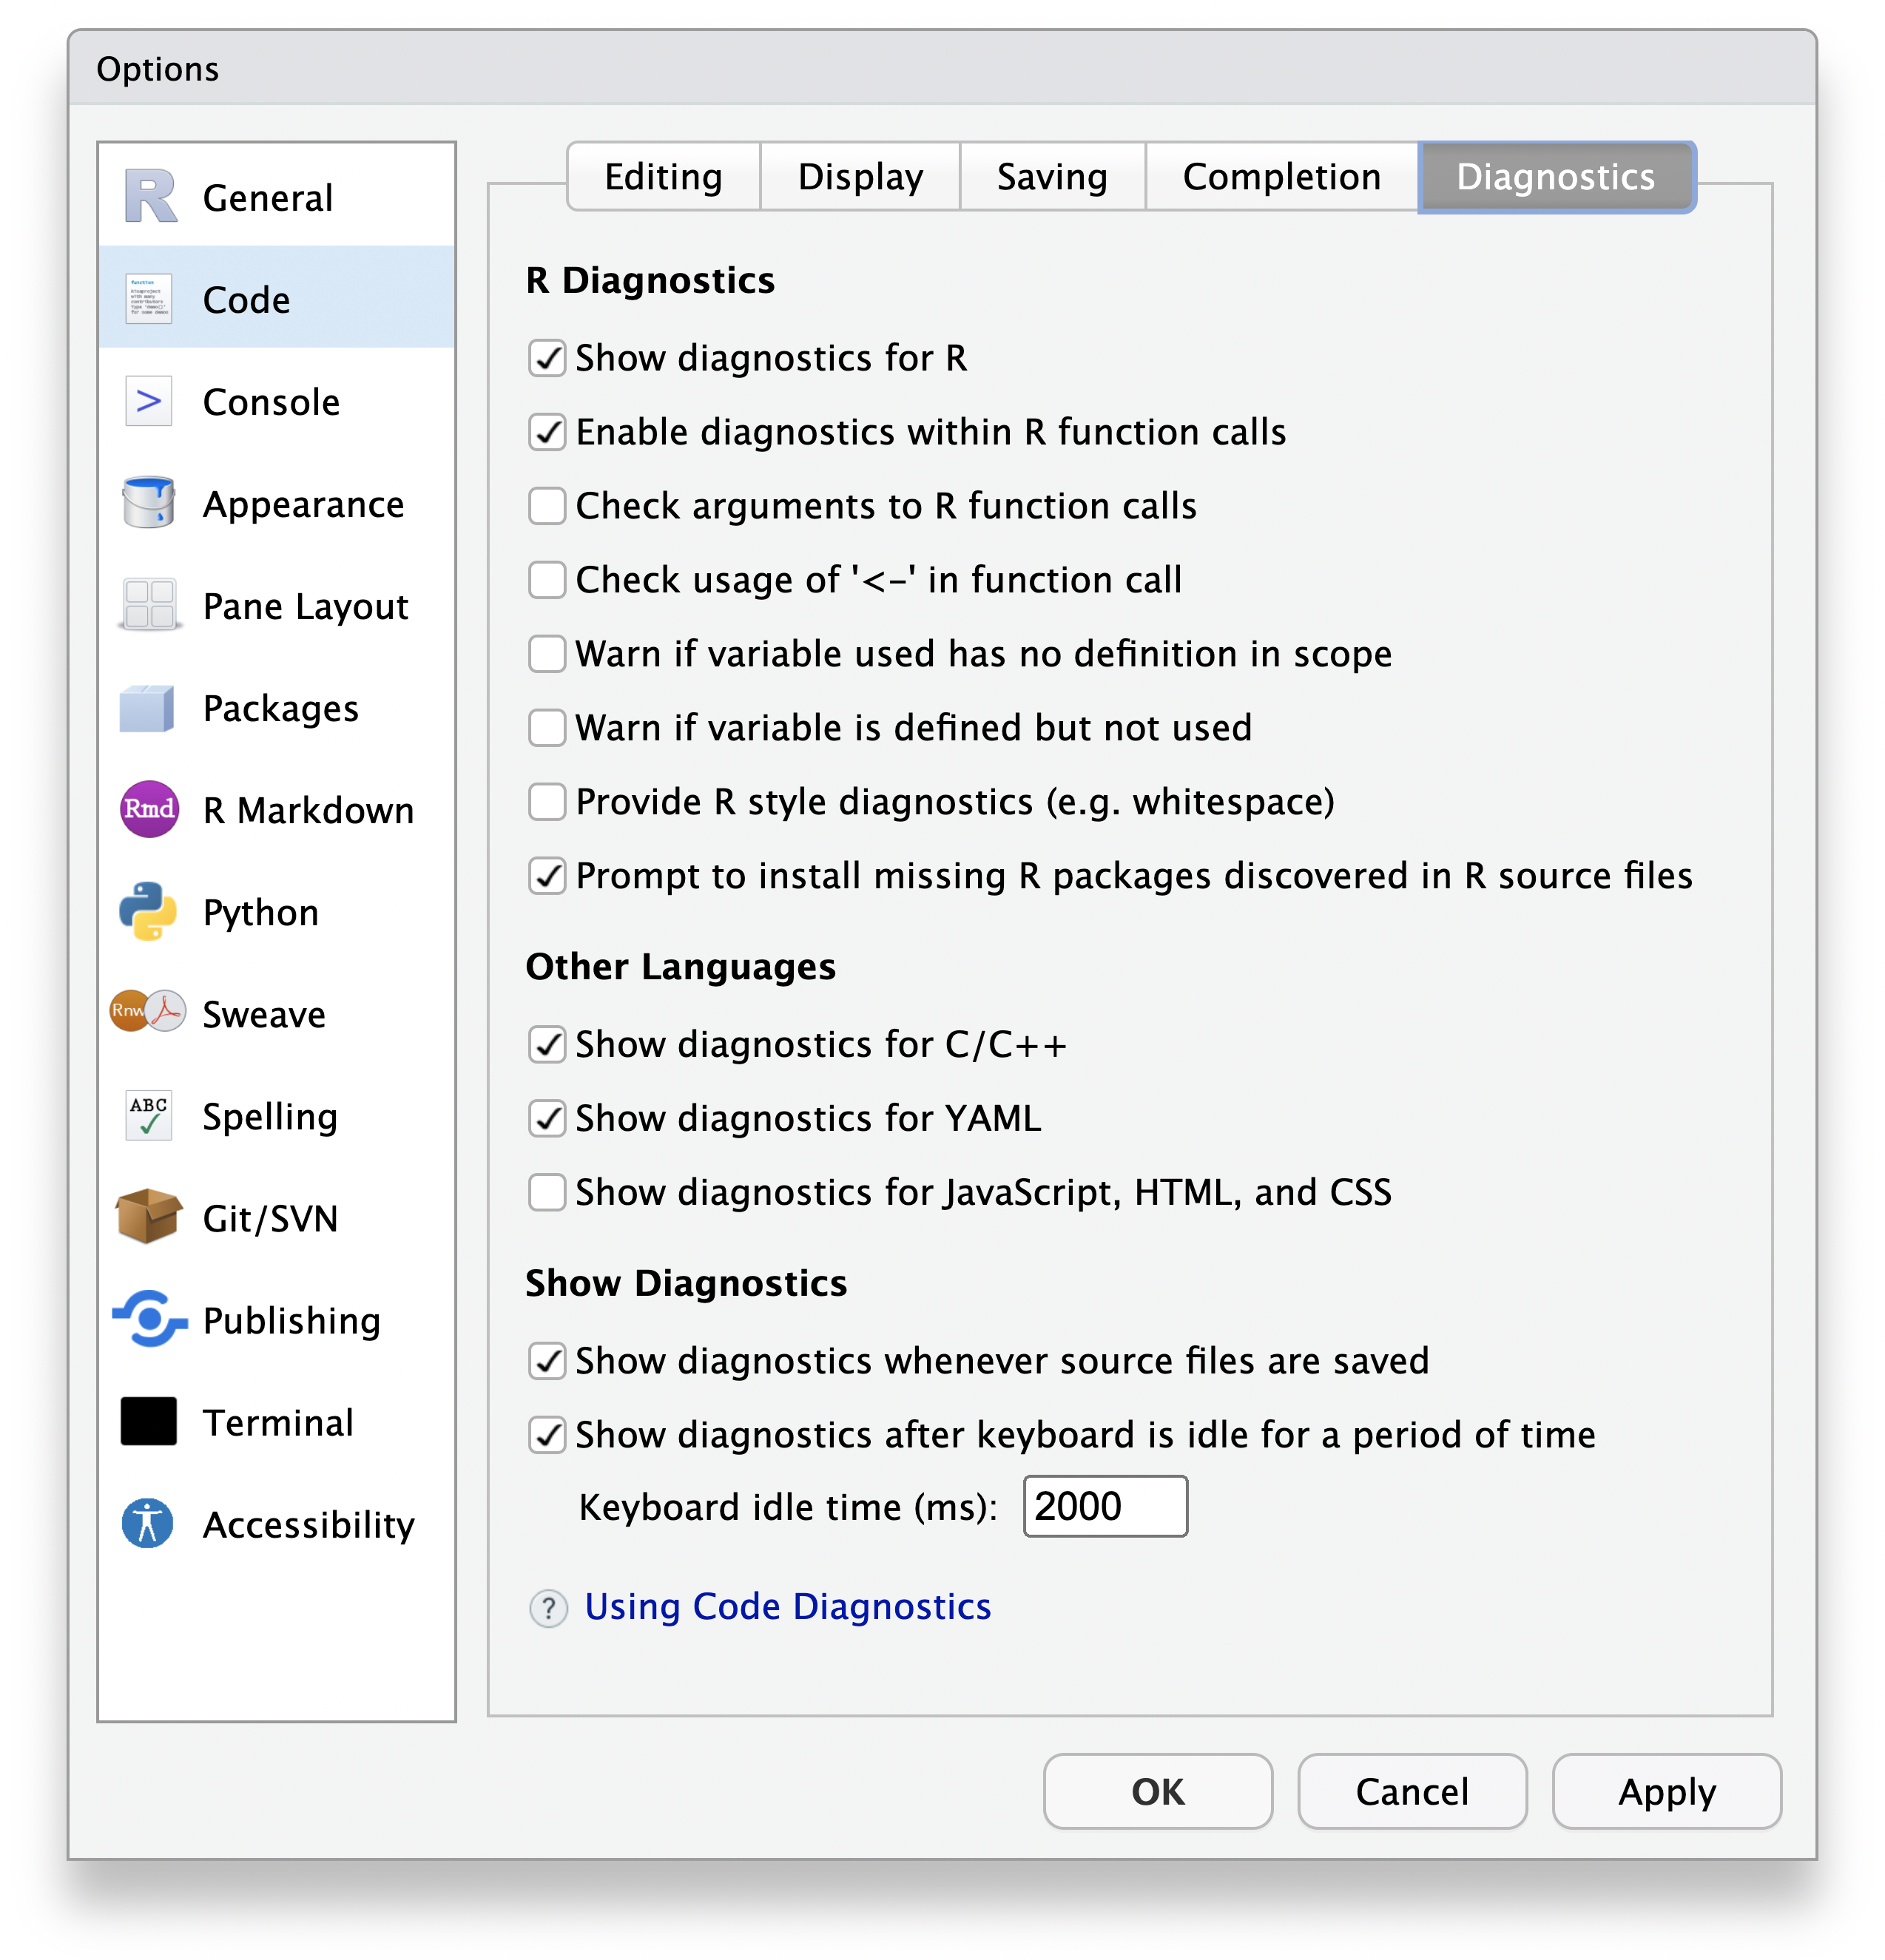 Options
General
Code
Console
Appearance
Pane Layout
Packages
Rmd
R Markdown
Python
Rnw
Sweave
ABC
Spelling
Git/SVN
Publishing
Terminal
Accessibility
Editing
Display
Saving
Completion
Diagnostics
R Diagnostics
Show diagnostics for R
Enable diagnostics within R function calls
Check arguments to R function calls
Check usage of '<-' in function call
Warn if variable used has no definition in scope
Warn if variable is defined but not used
Provide R style diagnostics (e.g. whitespace)
Prompt to install missing R packages discovered in R source files
Other Languages
Show diagnostics for C/C++
Show diagnostics for YAML
Show diagnostics for JavaScript, HTML, and CSS
Show Diagnostics
Show diagnostics whenever source files are saved
Show diagnostics after keyboard is idle for a period of time
Keyboard idle time (ms): 2000
? Using Code Diagnostics
OK
Cancel
Apply